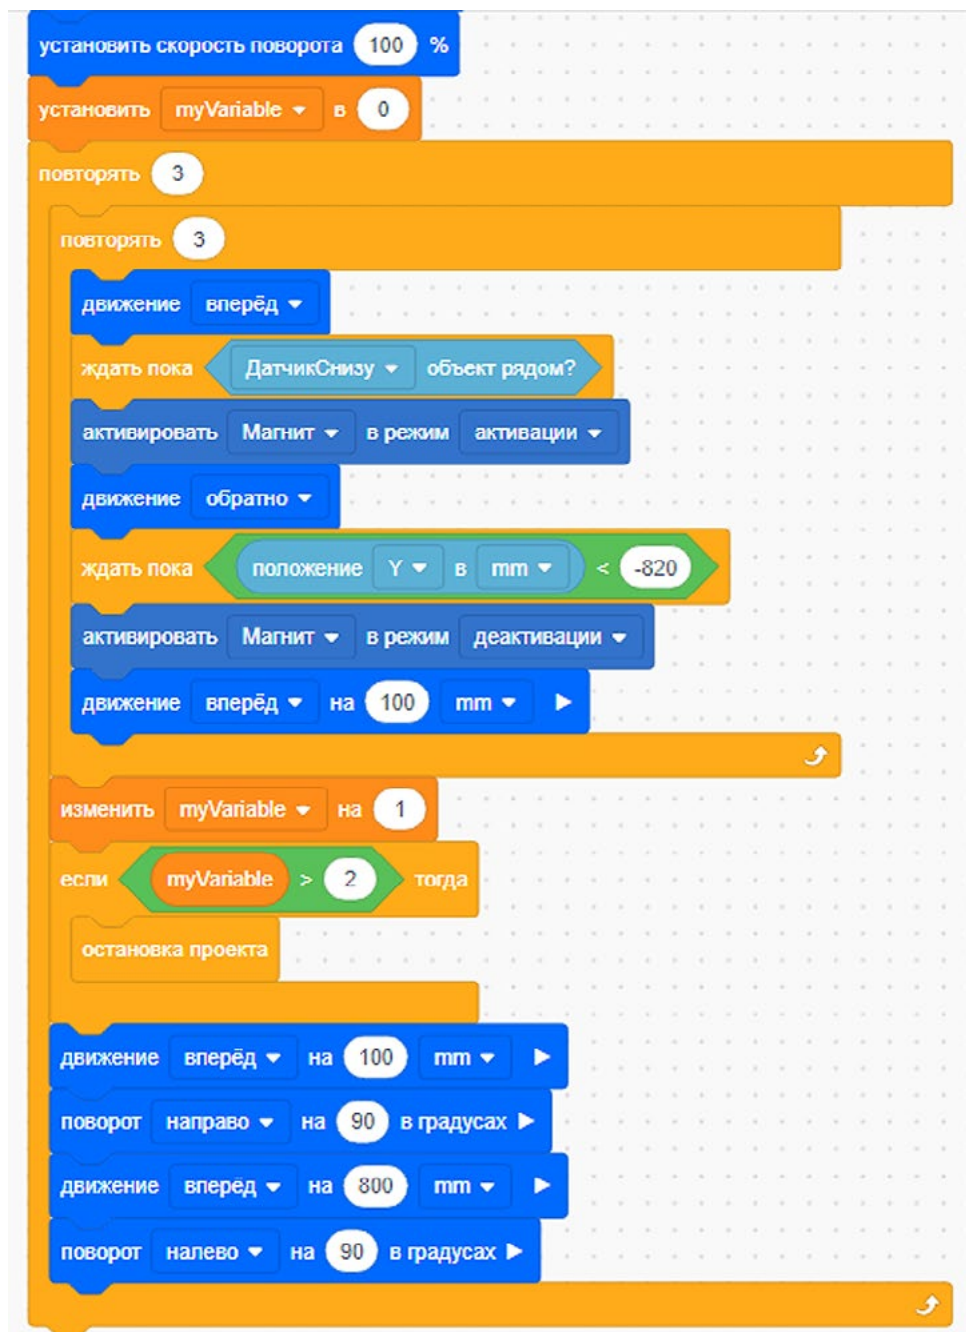 установить скорость поворота 100 %
установить myVariable в 0
повторять 3
повторять 3
движение вперёд
ждать пока ДатчикСнизу объект рядом?
активировать Магнит в режим активации
движение обратно
ждать пока положение Y в mm < -820
активировать Магнит в режим деактивации
движение вперёд на 100 mm
изменить myVariable на 1
если myVariable > 2 тогда
остановка проекта
движение вперёд на 100 mm
поворот направо на 90 в градусах
движение вперёд на 800 mm
поворот налево на 90 в градусах